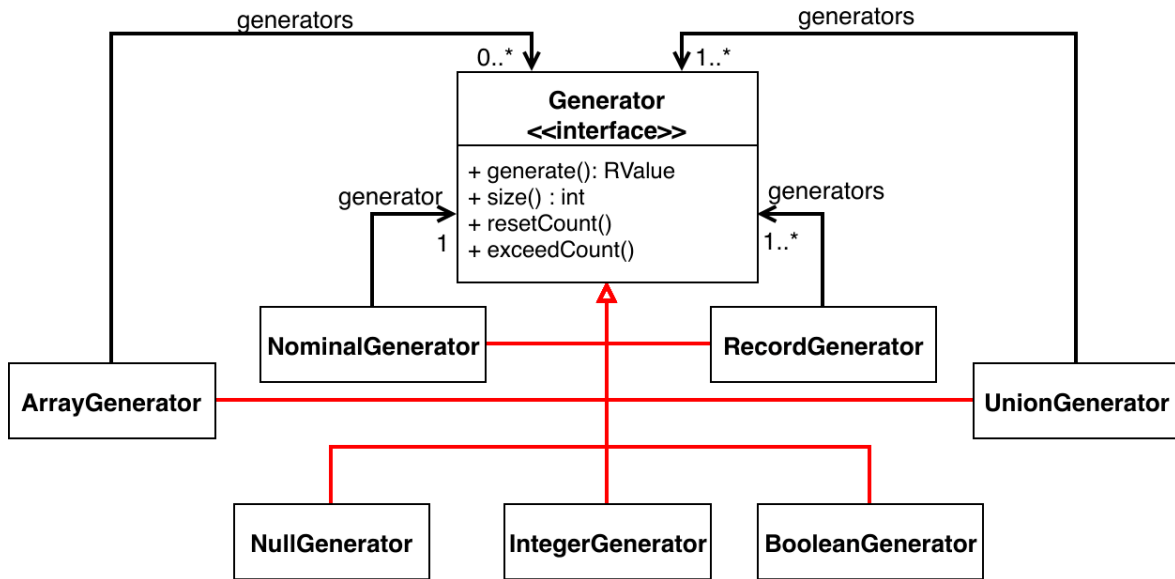 generators
generators
0..*
1..*
Generator
<<interface>>
+ generate(): RValue
+ size() : int
+ resetCount()
+ exceedCount()
generator
1
generators
1..*
NominalGenerator
RecordGenerator
ArrayGenerator
UnionGenerator
NullGenerator
IntegerGenerator
BooleanGenerator